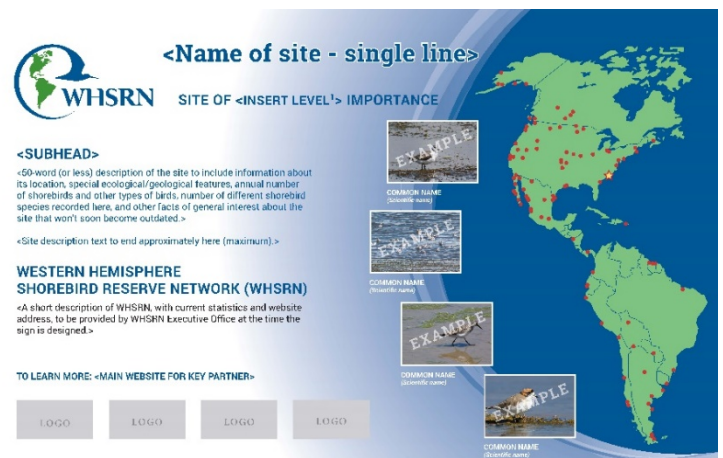 <Name of site - single line>
WHSRN
SITE OF <INSERT LEVEL¹> IMPORTANCE
<SUBHEAD>
<50-word (or less) description of the site to include information about
its location, special ecological/geological features, annual number
of shorebirds and other types of birds, number of different shorebird
species recorded here, and other facts of general interest about the
site that won't soon become outdated.>
<Site description text to end approximately here (maximum).>
WESTERN HEMISPHERE
SHOREBIRD RESERVE NETWORK (WHSRN)
<A short description of WHSRN, with current statistics and website
address, to be provided by WHSRN Executive Office at the time the
sign is designed.>
TO LEARN MORE: <MAIN WEBSITE FOR KEY PARTNER>
LOGO
LOGO
LOGO
LOGO
EXAMPLE
COMMON NAME
(Scientific name)
EXAMPLE
COMMON NAME
(Scientific name)
EXAMPLE
COMMON NAME
(Scientific name)
EXAMPLE
COMMON NAME
(Scientific name)